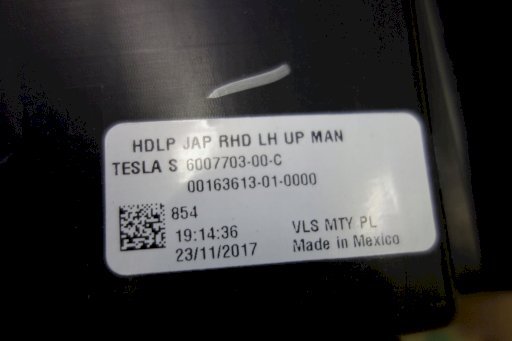 HDLP JAP RHD LH UP MAN
TESLA S 6007703-00-C
00163613-01-0000
854
19:14:36
23/11/2017
VLS MTY PL
Made in Mexico